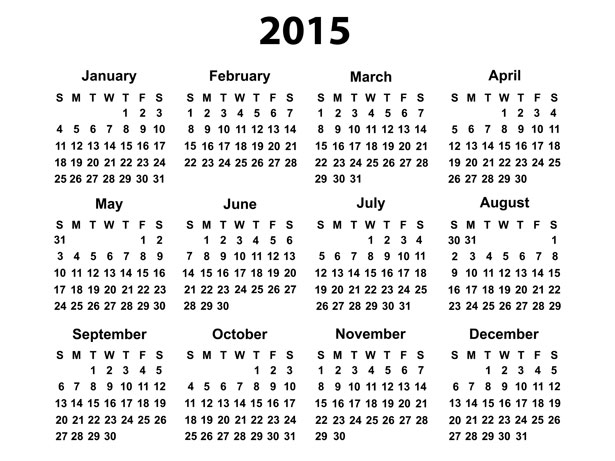 2015
January
S M T W T F S
1 2 3
4 5 6 7 8 9 10
11 12 13 14 15 16 17
18 19 20 21 22 23 24
25 26 27 28 29 30 31
February
S M T W T F S
1 2 3 4 5 6 7
8 9 10 11 12 13 14
15 16 17 18 19 20 21
22 23 24 25 26 27 28
March
S M T W T F S
1 2 3 4 5 6 7
8 9 10 11 12 13 14
15 16 17 18 19 20 21
22 23 24 25 26 27 28
29 30 31
April
S M T W T F S
1 2 3 4
5 6 7 8 9 10 11
12 13 14 15 16 17 18
19 20 21 22 23 24 25
26 27 28 29 30
May
S M T W T F S
31 1 2
3 4 5 6 7 8 9
10 11 12 13 14 15 16
17 18 19 20 21 22 23
24 25 26 27 28 29 30
June
S M T W T F S
1 2 3 4 5 6
7 8 9 10 11 12 13
14 15 16 17 18 19 20
21 22 23 24 25 26 27
28 29 30
July
S M T W T F S
1 2 3 4
5 6 7 8 9 10 11
12 13 14 15 16 17 18
19 20 21 22 23 24 25
26 27 28 29 30 31
August
S M T W T F S
30 31 1
2 3 4 5 6 7 8
9 10 11 12 13 14 15
16 17 18 19 20 21 22
23 24 25 26 27 28 29
September
S M T W T F S
1 2 3 4 5
6 7 8 9 10 11 12
13 14 15 16 17 18 19
20 21 22 23 24 25 26
27 28 29 30
October
S M T W T F S
1 2 3
4 5 6 7 8 9 10
11 12 13 14 15 16 17
18 19 20 21 22 23 24
25 26 27 28 29 30 31
November
S M T W T F S
1 2 3 4 5 6 7
8 9 10 11 12 13 14
15 16 17 18 19 20 21
22 23 24 25 26 27 28
29 30
December
S M T W T F S
1 2 3 4 5
6 7 8 9 10 11 12
13 14 15 16 17 18 19
20 21 22 23 24 25 26
27 28 29 30 31